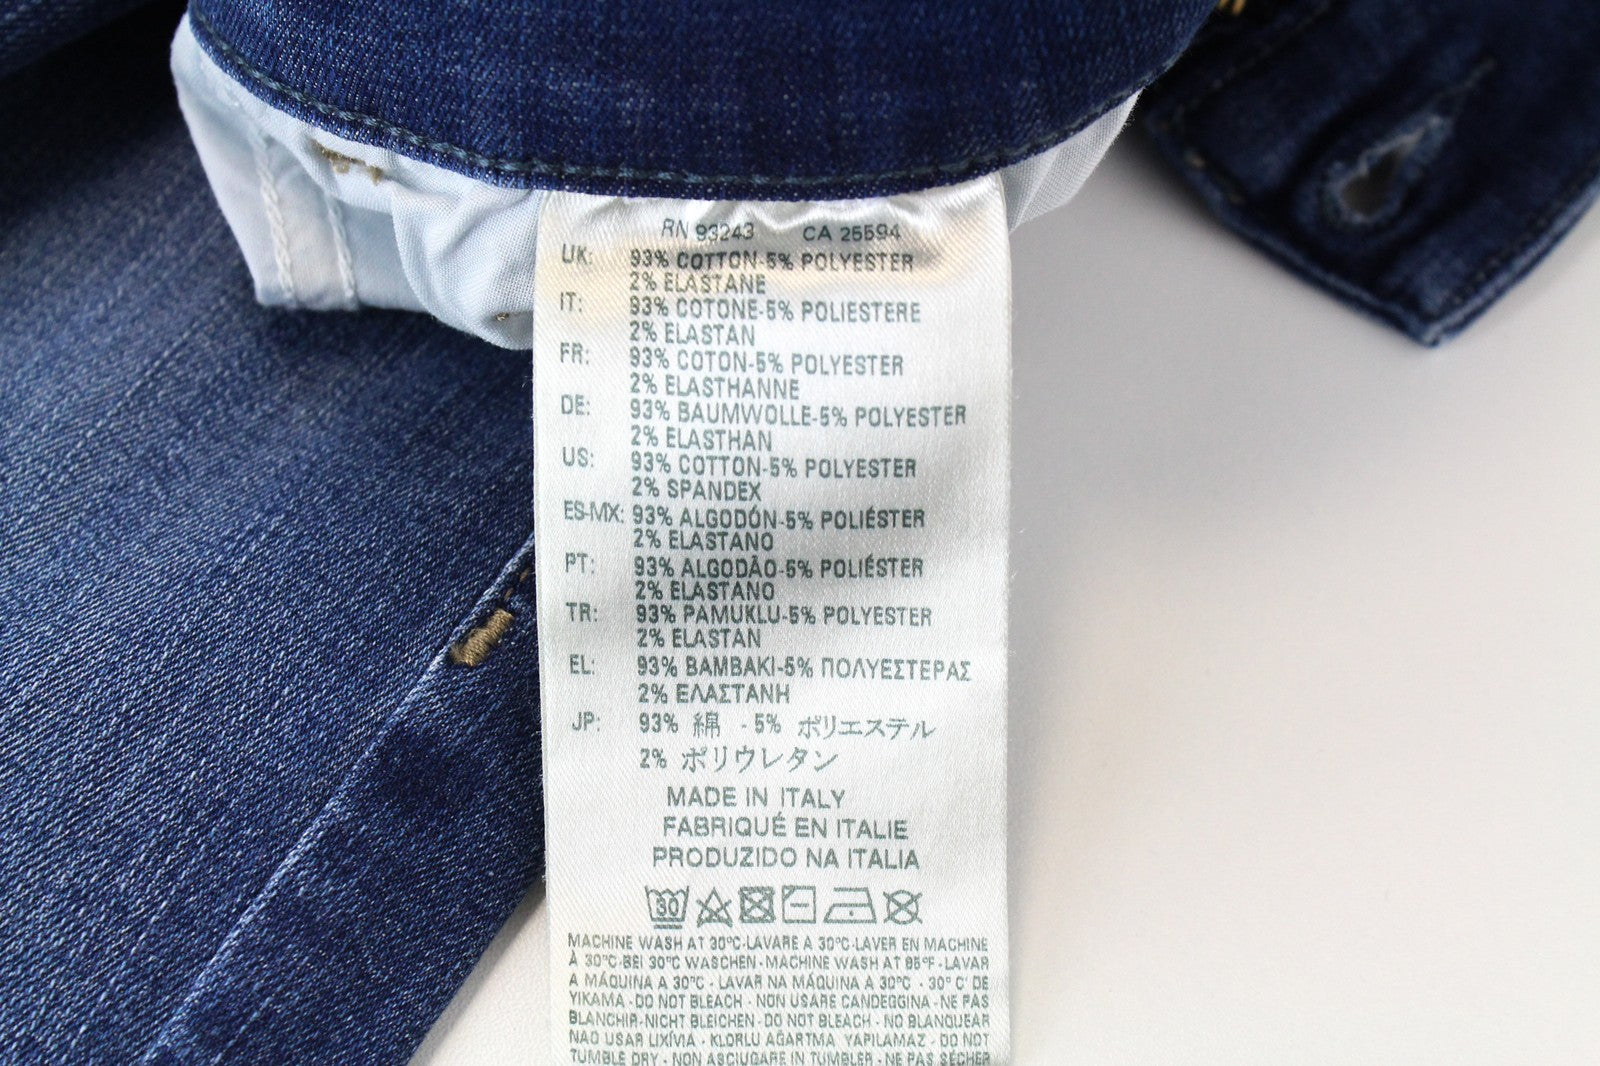 RN 93243 CA 25594
UK: 93% COTTON-5% POLYESTER
2% ELASTANE
IT: 93% COTONE-5% POLIESTERE
2% ELASTAN
FR: 93% COTON-5% POLYESTER
2% ELASTHANNE
DE: 93% BAUMWOLLE-5% POLYESTER
2% ELASTHAN
US: 93% COTTON-5% POLYESTER
2% SPANDEX
ES-MX: 93% ALGODÓN-5% POLIÉSTER
2% ELASTANO
PT: 93% ALGODÃO-5% POLIÉSTER
2% ELASTANO
TR: 93% PAMUKLU-5% POLYESTER
2% ELASTAN
EL: 93% ΒΑΜΒΑΚΙ-5% ΠΟΛΥΕΣΤΕΡΑΣ
2% ΕΛΑΣΤΑΝΗ
JP: 93% 綿 - 5% ポリエステル
2% ポリウレタン
MADE IN ITALY
FABRIQUÉ EN ITALIE
PRODUZIDO NA ITALIA
30
MACHINE WASH AT 30°C-LAVARE A 30°C-LAVER EN MACHINE
À 30°C-BEI 30°C WASCHEN - MACHINE WASH AT 85°F - LAVAR
A MÁQUINA A 30°C - LAVAR NA MÁQUINA A 30°C - 30° C' DE
YIKAMA - DO NOT BLEACH - NON USARE CANDEGGINA - NE PAS
BLANCHIR-NICHT BLEICHEN - DO NOT BLEACH - NO BLANQUEAR
NAO USAR LIXÍVIA - KLORLU AĞARTMA YAPILAMAZ - DO NOT
TUMBLE DRY - NON ASCIUGARE IN TUMBLER - NE PAS SÉCHER